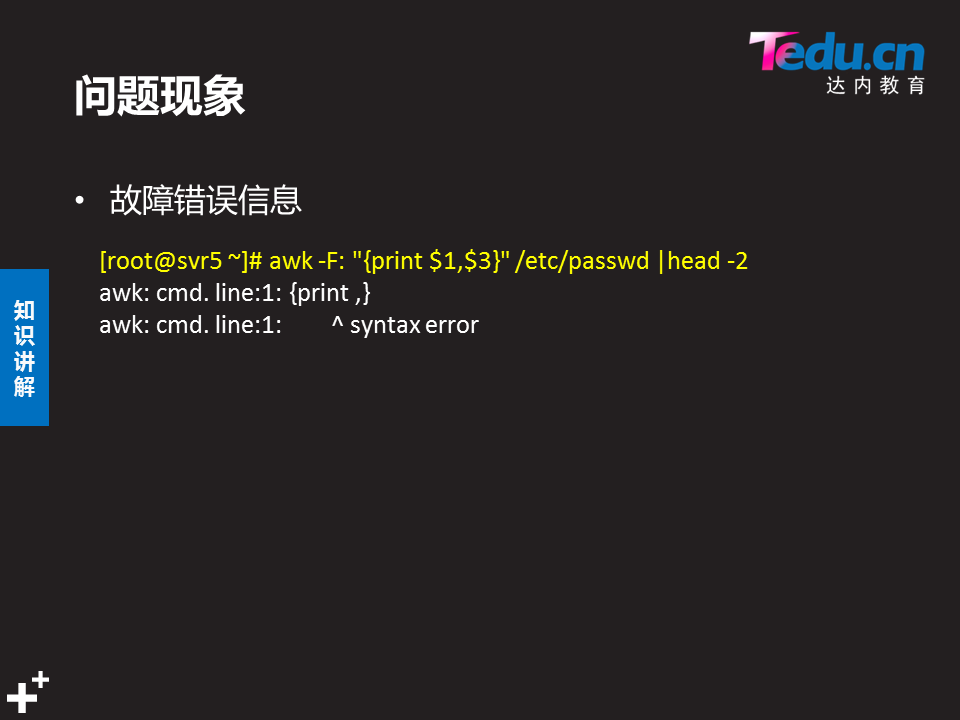 Tedu.cn
达内教育
问题现象
• 故障错误信息
[root@svr5 ~]# awk -F: "{print $1,$3}" /etc/passwd |head -2
awk: cmd. line:1: {print ,}
awk: cmd. line:1:        ^ syntax error
知
识
讲
解